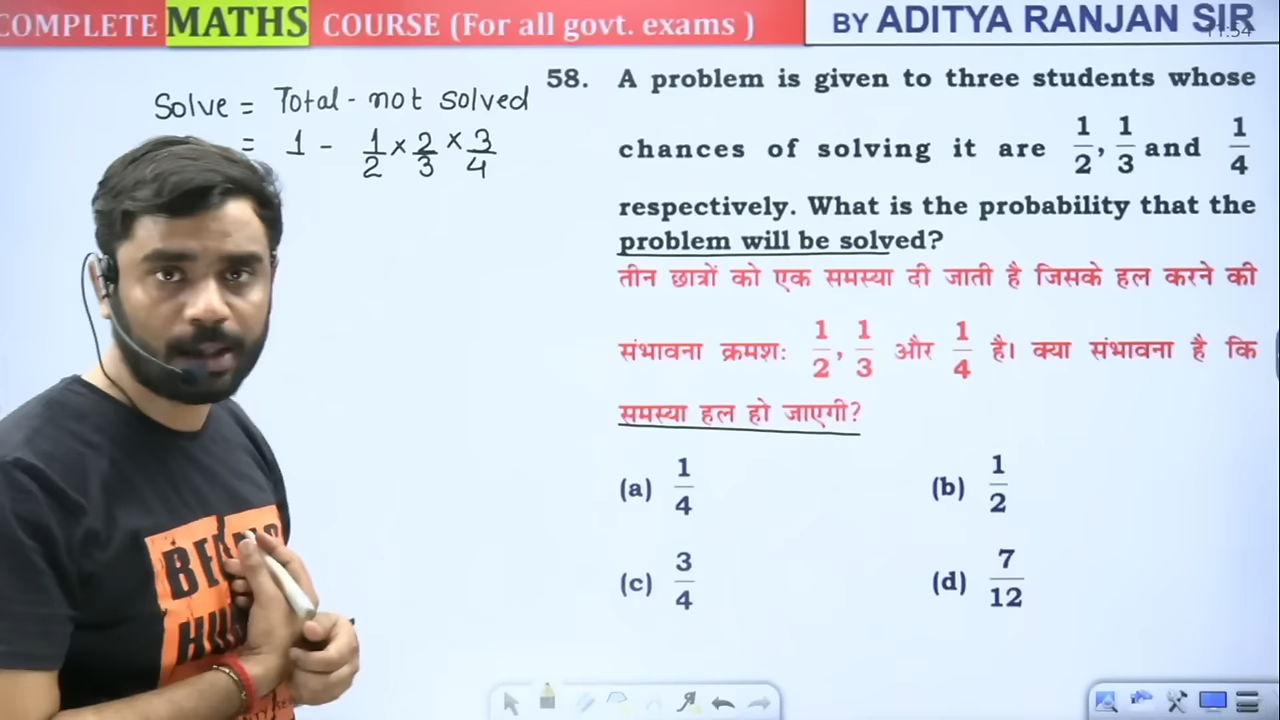 COMPLETE MATHS COURSE (For all govt. exams )
BY ADITYA RANJAN SIR
11:54
Solve = Total - not solved
= 1 - 1/2 × 2/3 × 3/4
58. A problem is given to three students whose
chances of solving it are 1/2, 1/3 and 1/4
respectively. What is the probability that the
problem will be solved?
तीन छात्रों को एक समस्या दी जाती है जिसके हल करने की
संभावना क्रमशः 1/2, 1/3 और 1/4 है। क्या संभावना है कि
समस्या हल हो जाएगी?
(a) 1/4 (b) 1/2
(c) 3/4 (d) 7/12